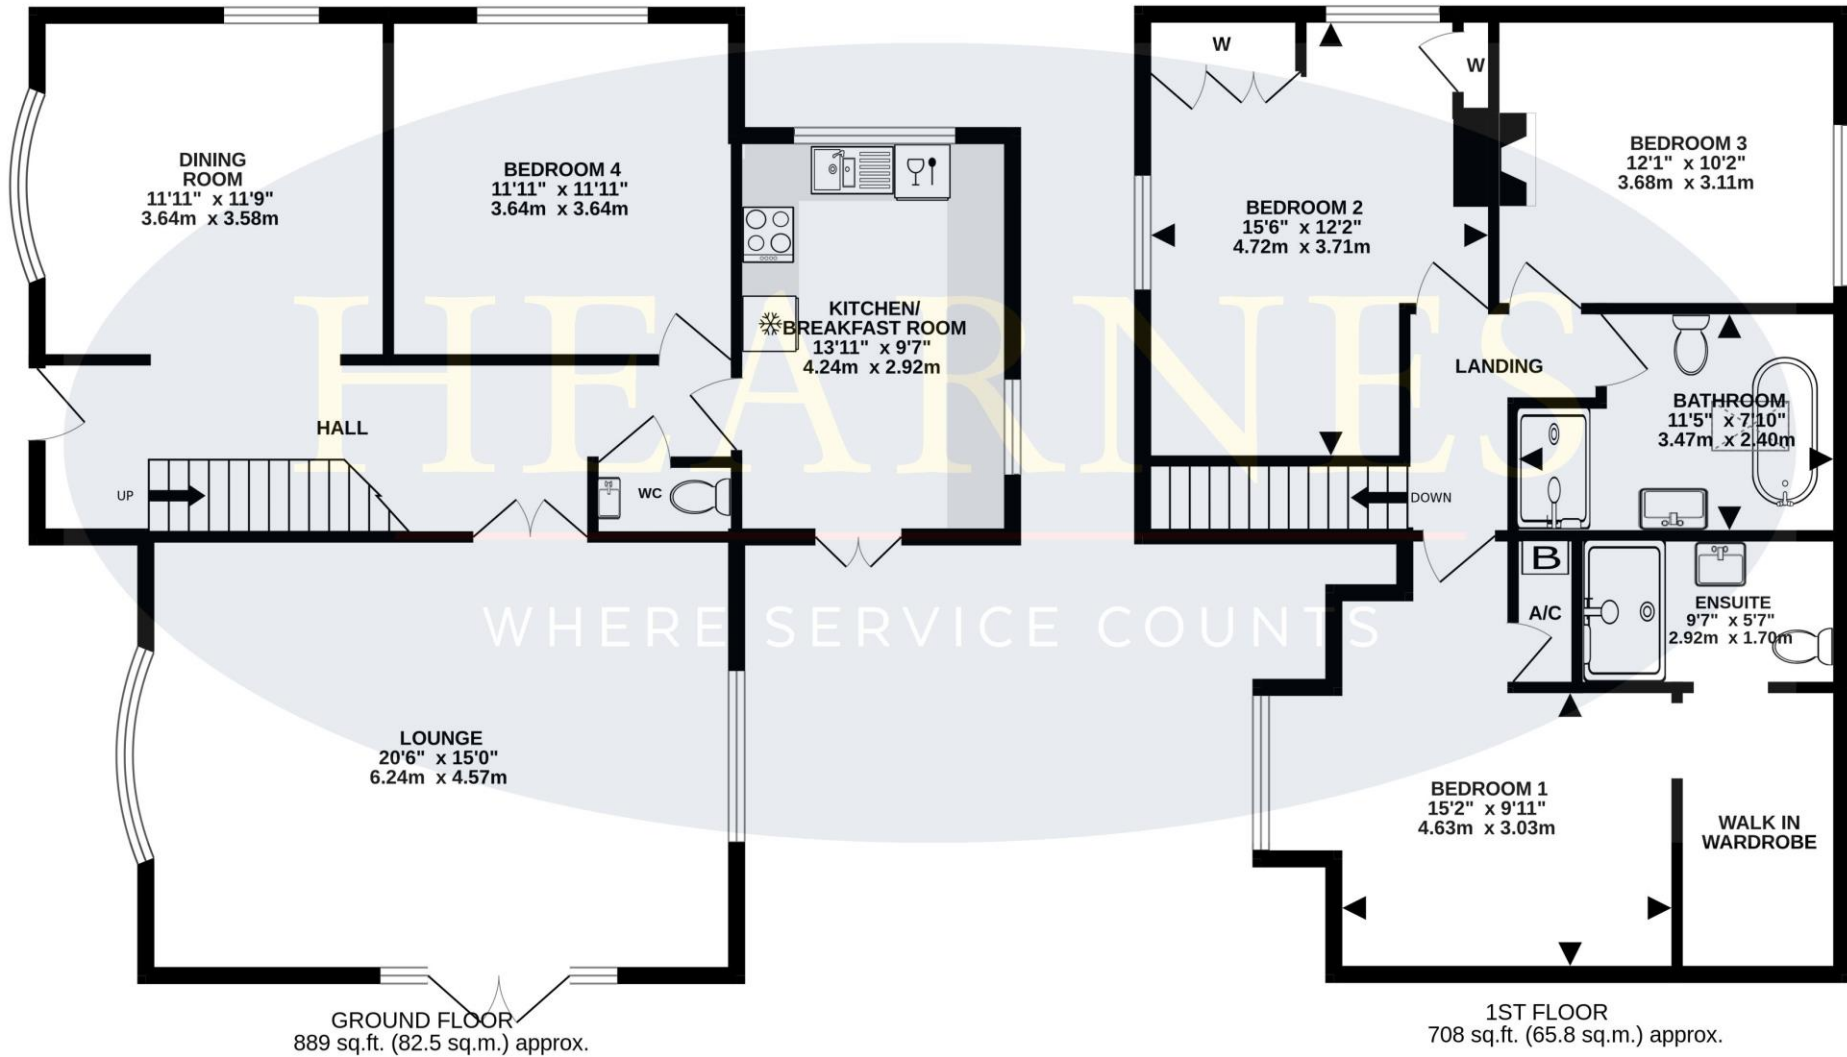 DINING
ROOM
11'11" x 11'9"
3.64m x 3.58m
BEDROOM 4
11'11" x 11'11"
3.64m x 3.64m
KITCHEN/
BREAKFAST ROOM
13'11" x 9'7"
4.24m x 2.92m
HALL
UP
WC
LOUNGE
20'6" x 15'0"
6.24m x 4.57m
GROUND FLOOR
889 sq.ft. (82.5 sq.m.) approx.
W
W
BEDROOM 2
15'6" x 12'2"
4.72m x 3.71m
BEDROOM 3
12'1" x 10'2"
3.68m x 3.11m
LANDING
BATHROOM
11'5" x 7'10"
3.47m x 2.40m
DOWN
B
A/C
ENSUITE
9'7" x 5'7"
2.92m x 1.70m
BEDROOM 1
15'2" x 9'11"
4.63m x 3.03m
WALK IN
WARDROBE
1ST FLOOR
708 sq.ft. (65.8 sq.m.) approx.
HEARNES
WHERE SERVICE COUNTS